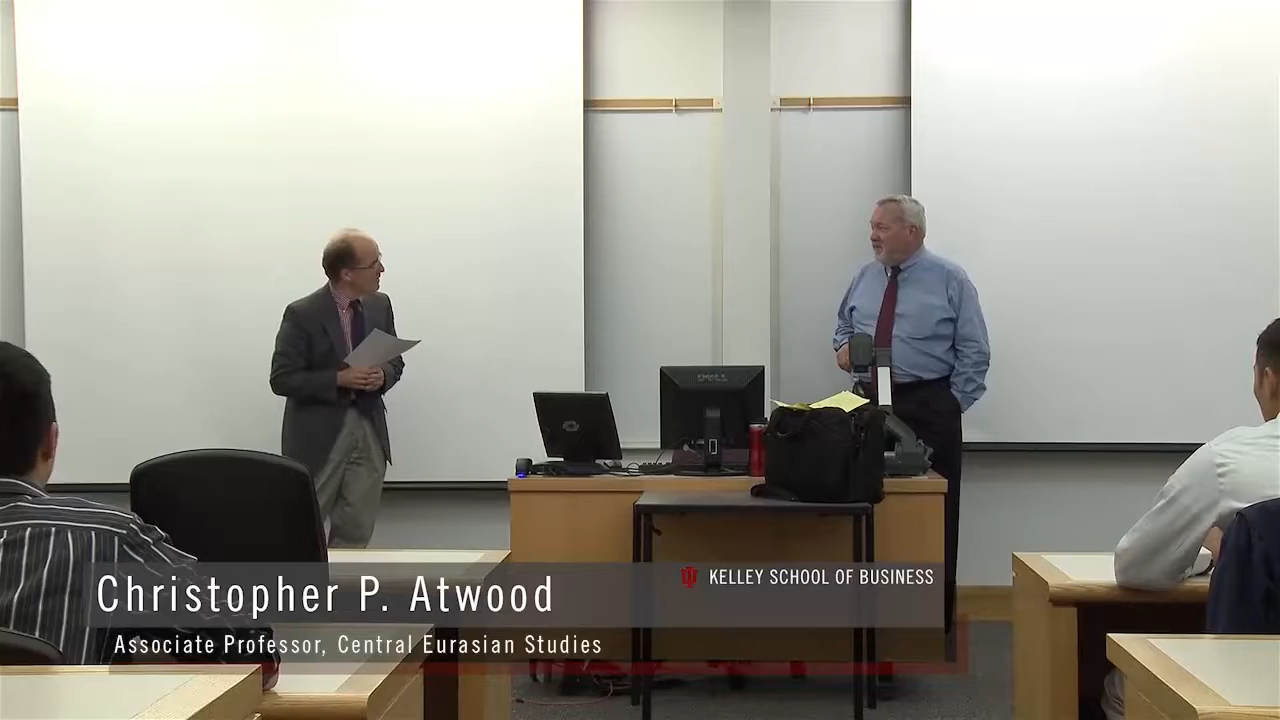 Christopher P. Atwood
KELLEY SCHOOL OF BUSINESS
Associate Professor, Central Eurasian Studies